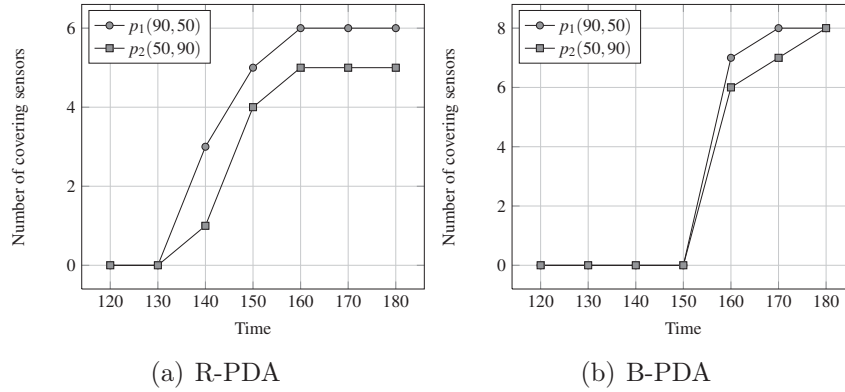 p1(90,50)
p2(50,90)
Number of covering sensors
6
4
2
0
120 130 140 150 160 170 180
Time
(a) R-PDA
p1(90,50)
p2(50,90)
Number of covering sensors
8
6
4
2
0
120 130 140 150 160 170 180
Time
(b) B-PDA